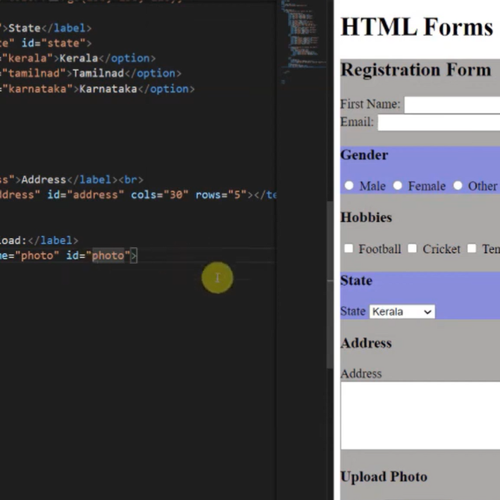 ">State</label>
te" id="state">
="kerala">Kerala</option>
="tamilnad">Tamilnad</option>
="karnataka">Karnataka</option>
ss">Address</label><br>
ddress" id="address" cols="30" rows="5"></te
load:</label>
me="photo" id="photo">
HTML Forms
Registration Form
First Name:
Email:
Gender
Male Female Other
Hobbies
Football Cricket Ten
State
State Kerala
Address
Address
Upload Photo